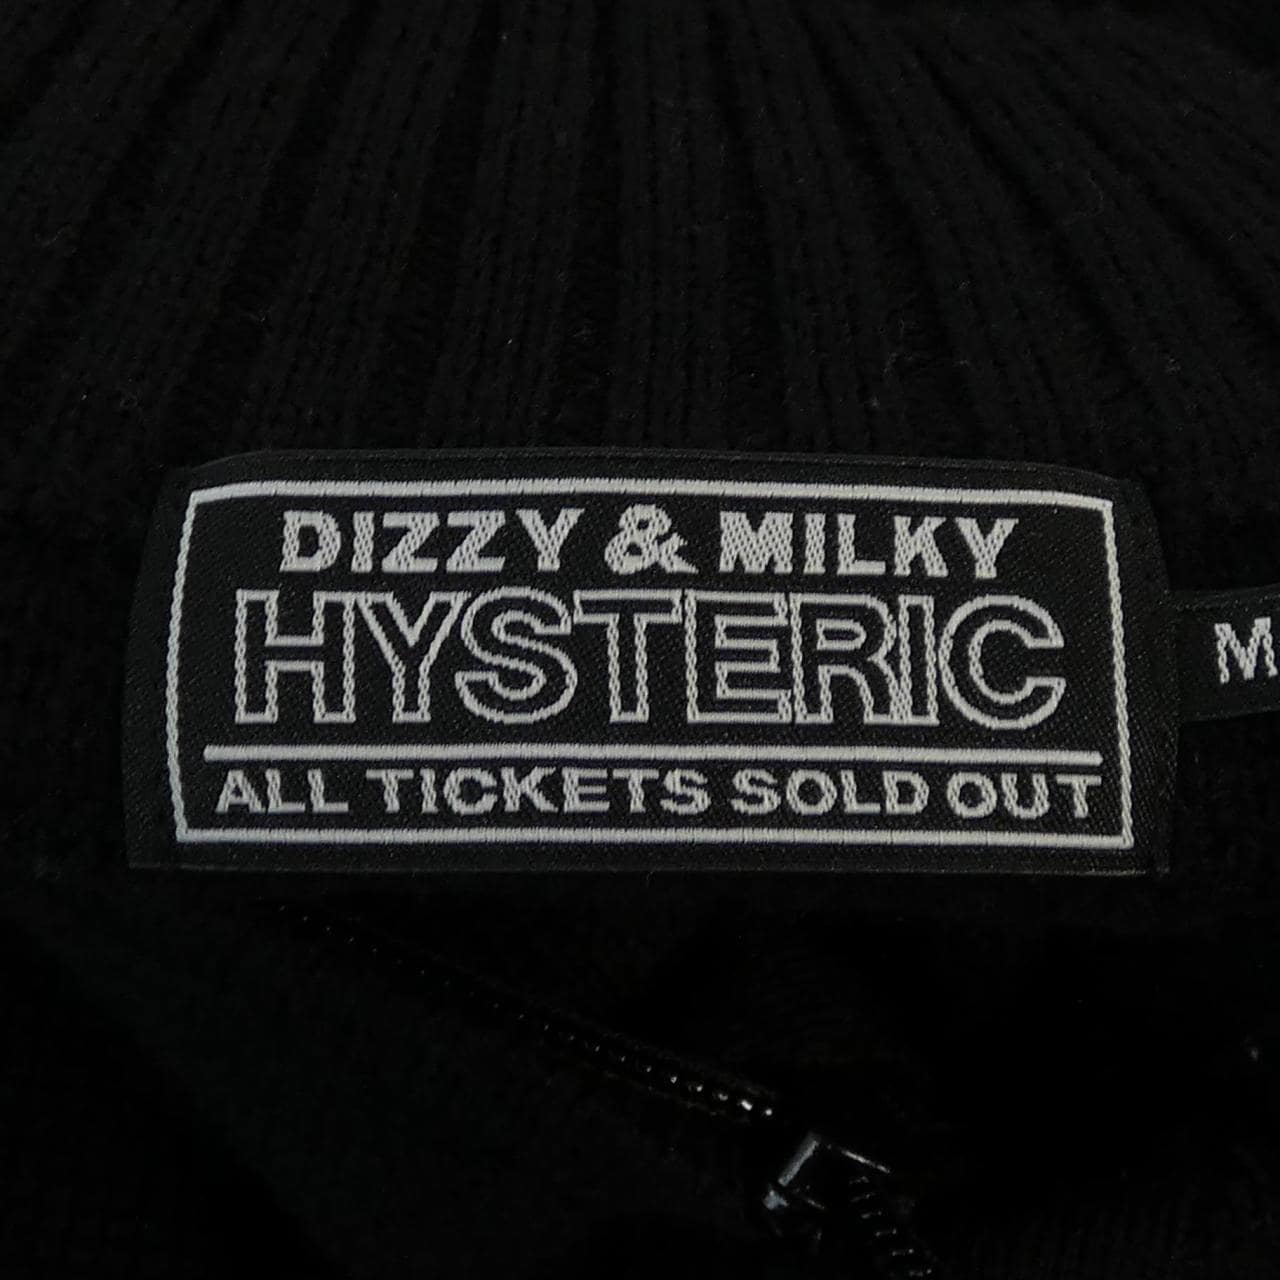 DIZZY & MILKY
HYSTERIC
ALL TICKETS SOLD OUT
M